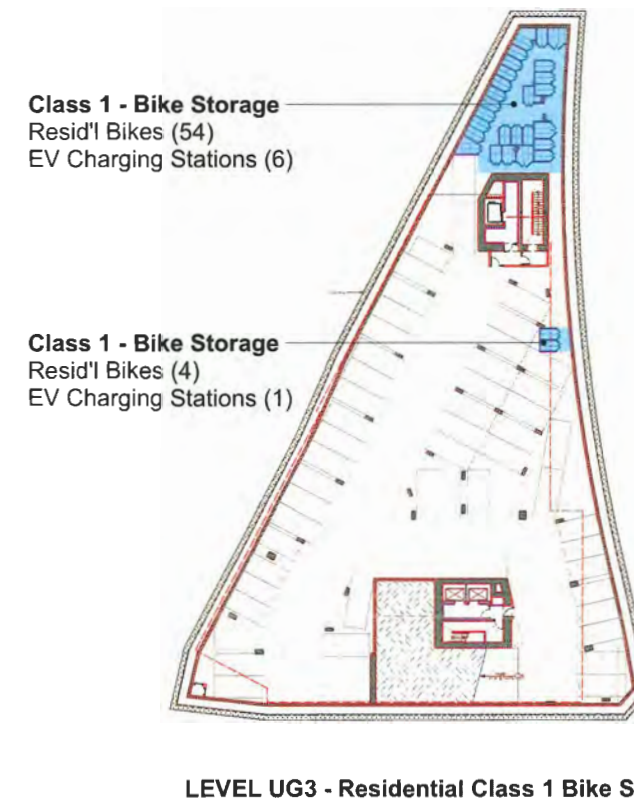 Class 1 - Bike Storage
Resid'l Bikes (54)
EV Charging Stations (6)
Class 1 - Bike Storage
Resid'l Bikes (4)
EV Charging Stations (1)
LEVEL UG3 - Residential Class 1 Bike S